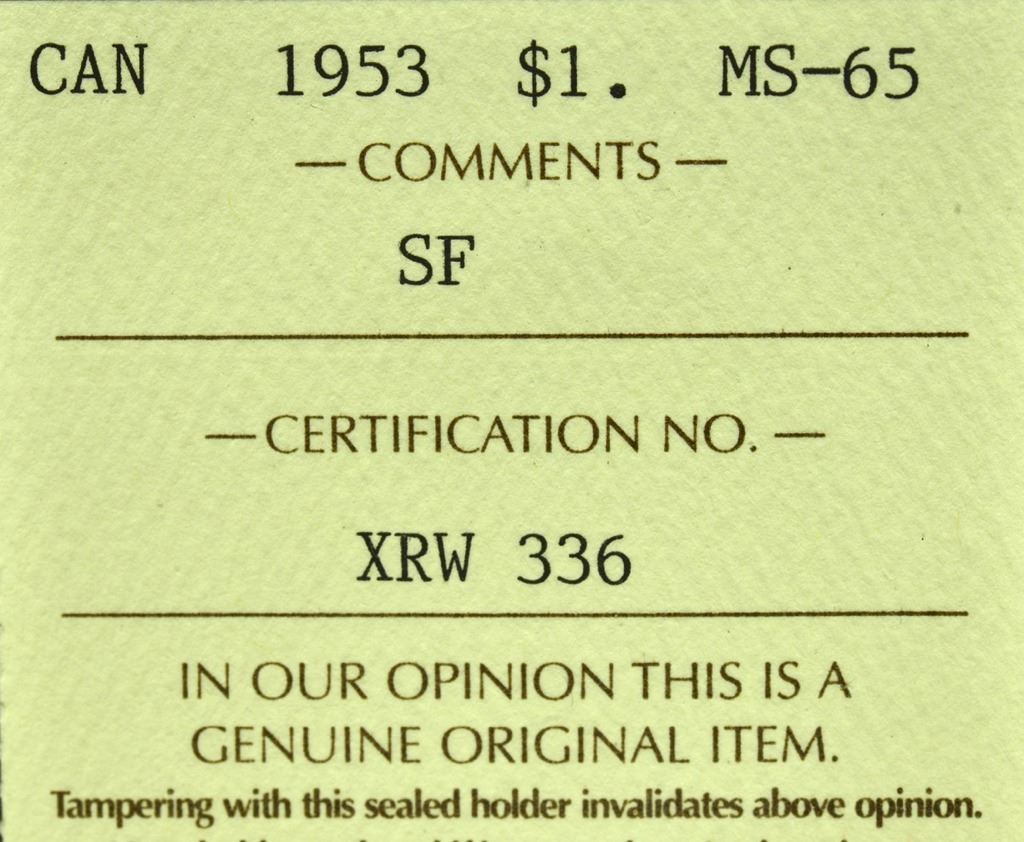 CAN 1953 $1. MS-65
— COMMENTS —
SF
— CERTIFICATION NO. —
XRW 336
IN OUR OPINION THIS IS A
GENUINE ORIGINAL ITEM.
Tampering with this sealed holder invalidates above opinion.